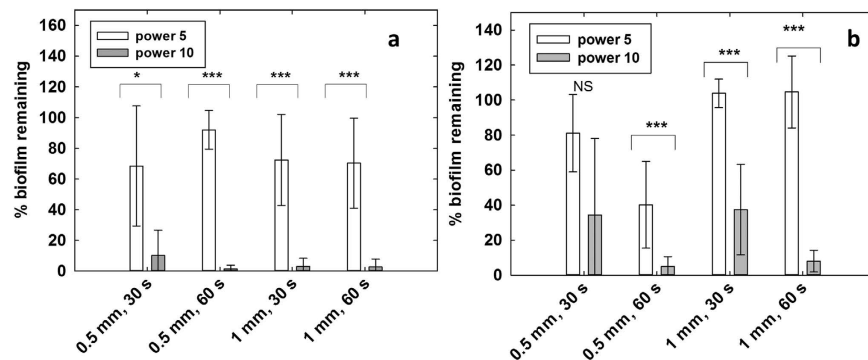 160
140
120
100
80
60
40
20
0
% biofilm remaining
power 5
power 10
a
*
***
***
***
0.5 mm, 30 s
0.5 mm, 60 s
1 mm, 30 s
1 mm, 60 s
140
120
100
80
60
40
20
0
% biofilm remaining
power 5
power 10
b
NS
***
***
***
0.5 mm, 30 s
0.5 mm, 60 s
1 mm, 30 s
1 mm, 60 s